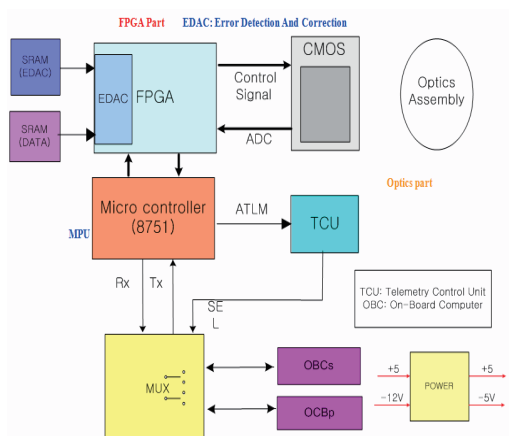 FPGA Part
EDAC: Error Detection And Correction
SRAM
(EDAC)
SRAM
(DATA)
EDAC
FPGA
Control
Signal
ADC
CMOS
Optics
Assembly
Optics part
Micro controller
(8751)
MPU
ATLM
TCU
Rx
Tx
SE
L
TCU: Telemetry Control Unit
OBC: On-Board Computer
MUX
OBCs
OCBp
+5
-12V
POWER
+5
-5V